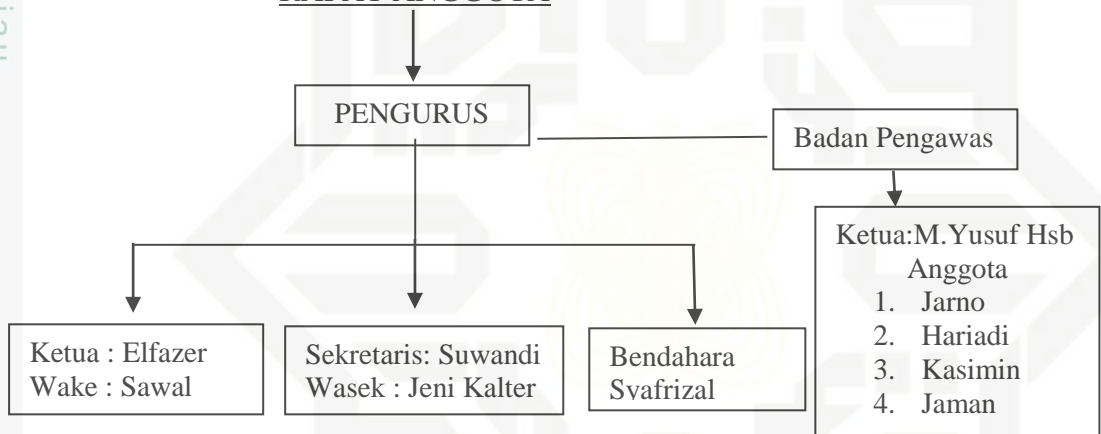 PENGURUS
Badan Pengawas
Ketua:M.Yusuf Hsb
Anggota
1. Jarno
2. Hariadi
3. Kasimin
4. Jaman
Ketua : Elfazer
Wake : Sawal
Sekretaris: Suwandi
Wasek : Jeni Kalter
Bendahara
Syafrizal